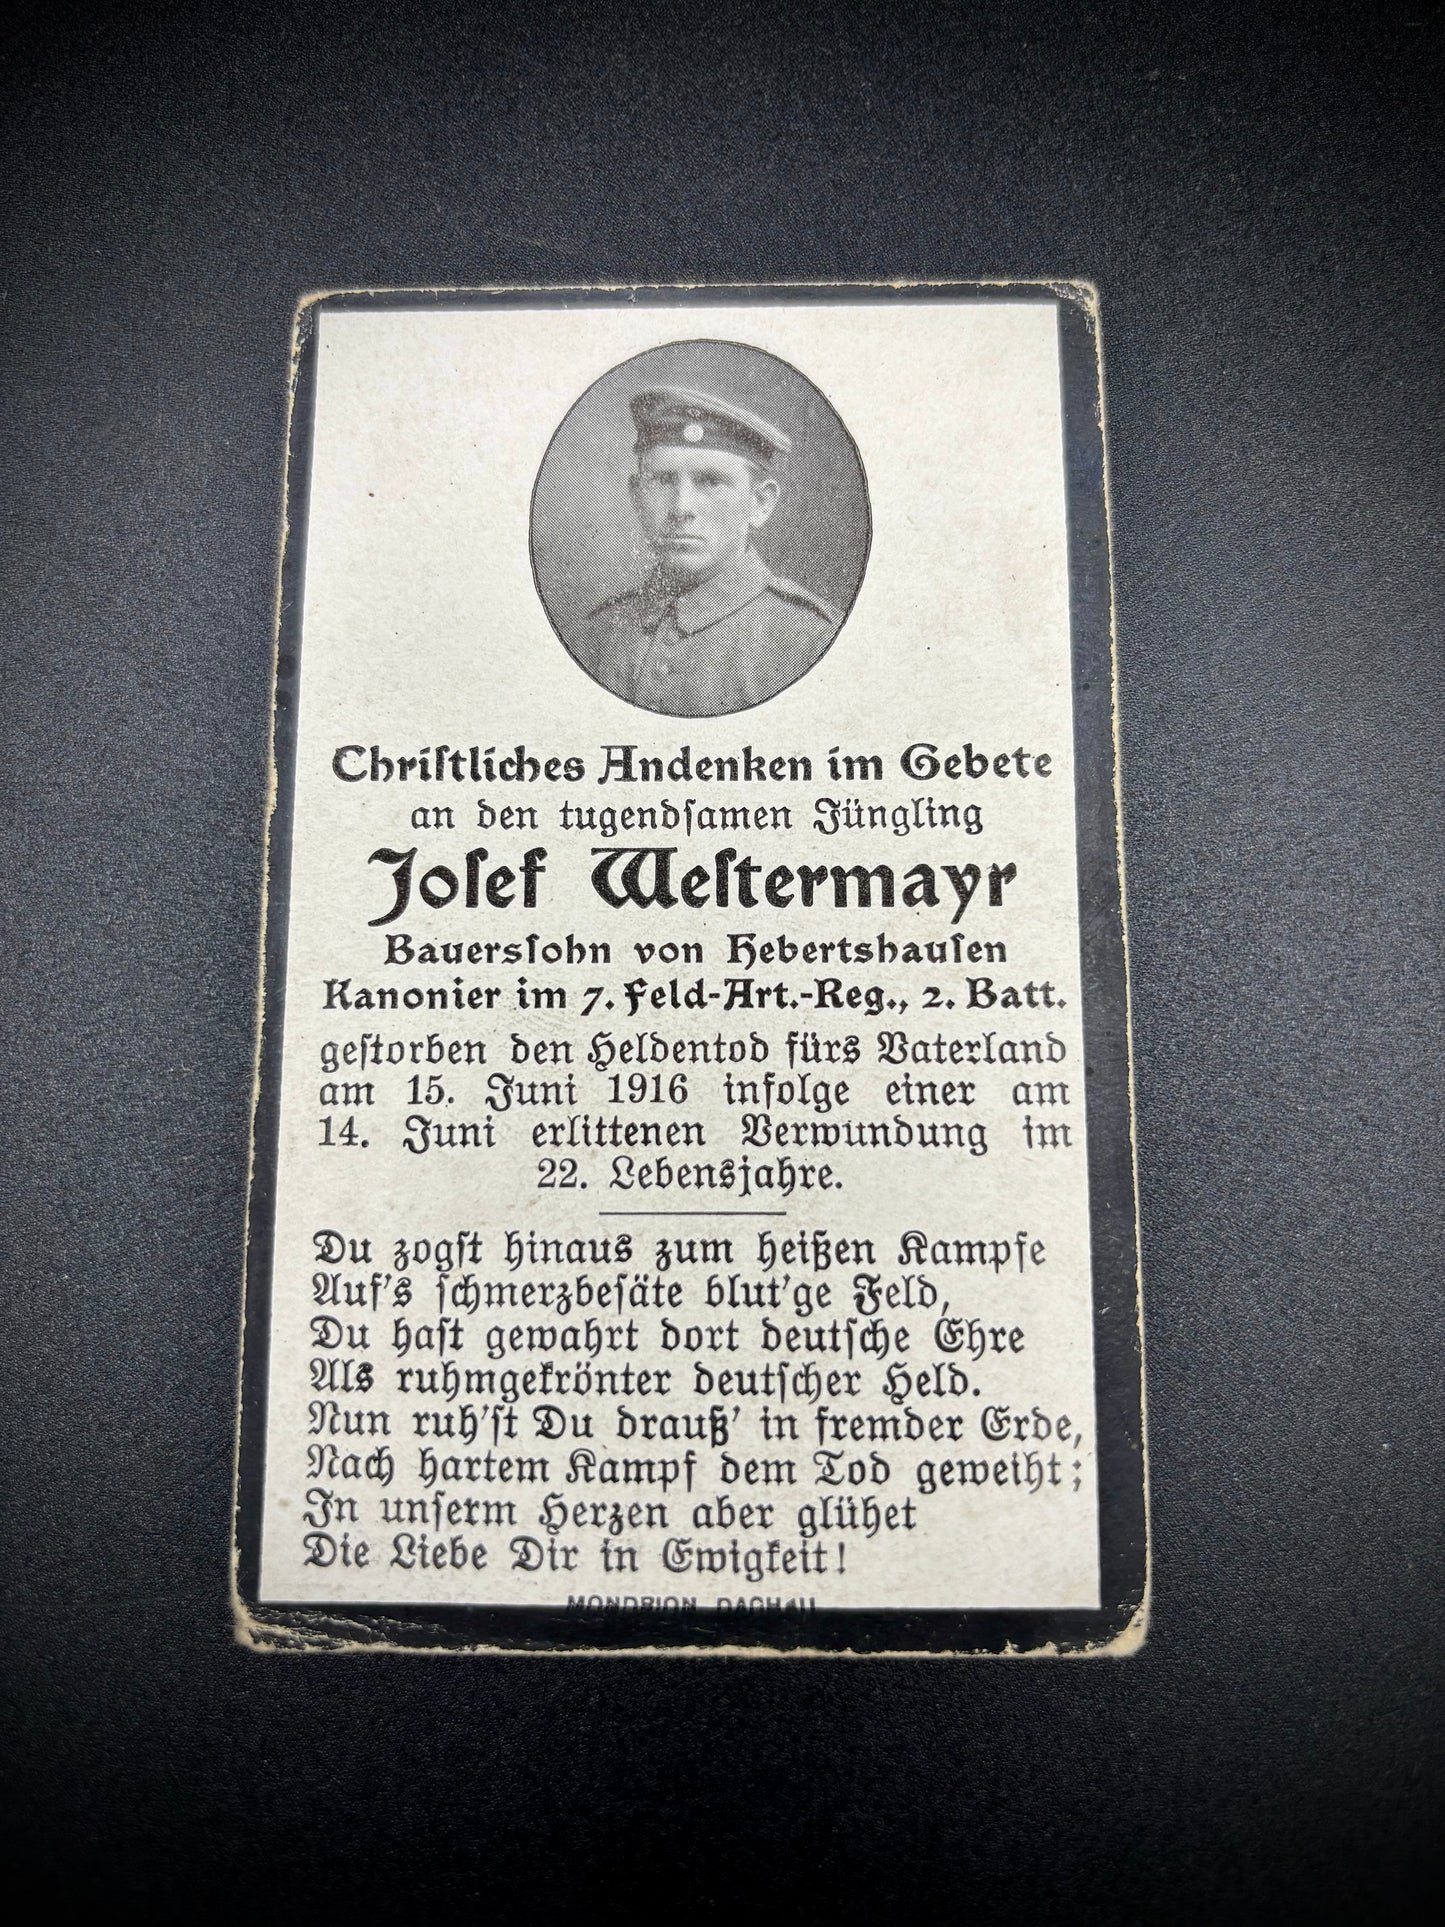 Christliches Andenken im Gebete
an den tugendsamen Jüngling
Josef Westermayr
Bauerssohn von Hebertshausen
Kanonier im 7. Feld-Art.-Reg., 2. Batt.
gestorben den Heldentod fürs Vaterland
am 15. Juni 1916 infolge einer am
14. Juni erlittenen Verwundung im
22. Lebensjahre.
Du zogst hinaus zum heißen Kampfe
Auf's schmerzbesäte blut'ge Feld,
Du hast gewahrt dort deutsche Ehre
Als ruhmgekrönter deutscher Held.
Nun ruh'st Du drauß' in fremder Erde,
Nach hartem Kampf dem Tod geweiht;
In unserm Herzen aber glühet
Die Liebe Dir in Ewigkeit!
MONDRION DACHAU